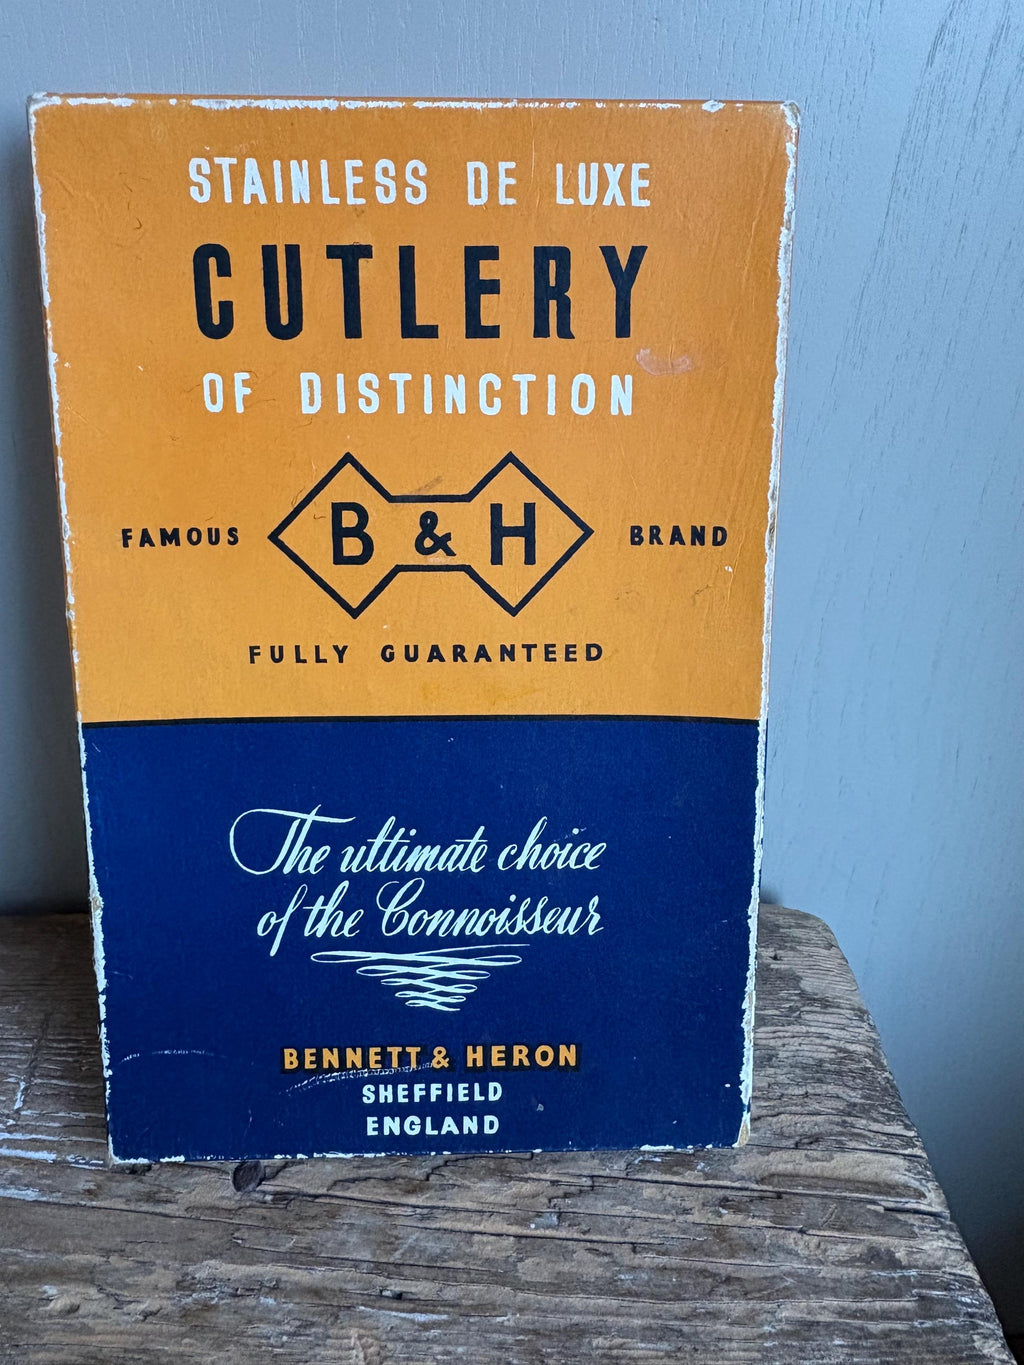 STAINLESS DE LUXE
CUTLERY
OF DISTINCTION
FAMOUS B & H BRAND
FULLY GUARANTEED
The ultimate choice
of the Connoisseur
BENNETT & HERON
SHEFFIELD
ENGLAND